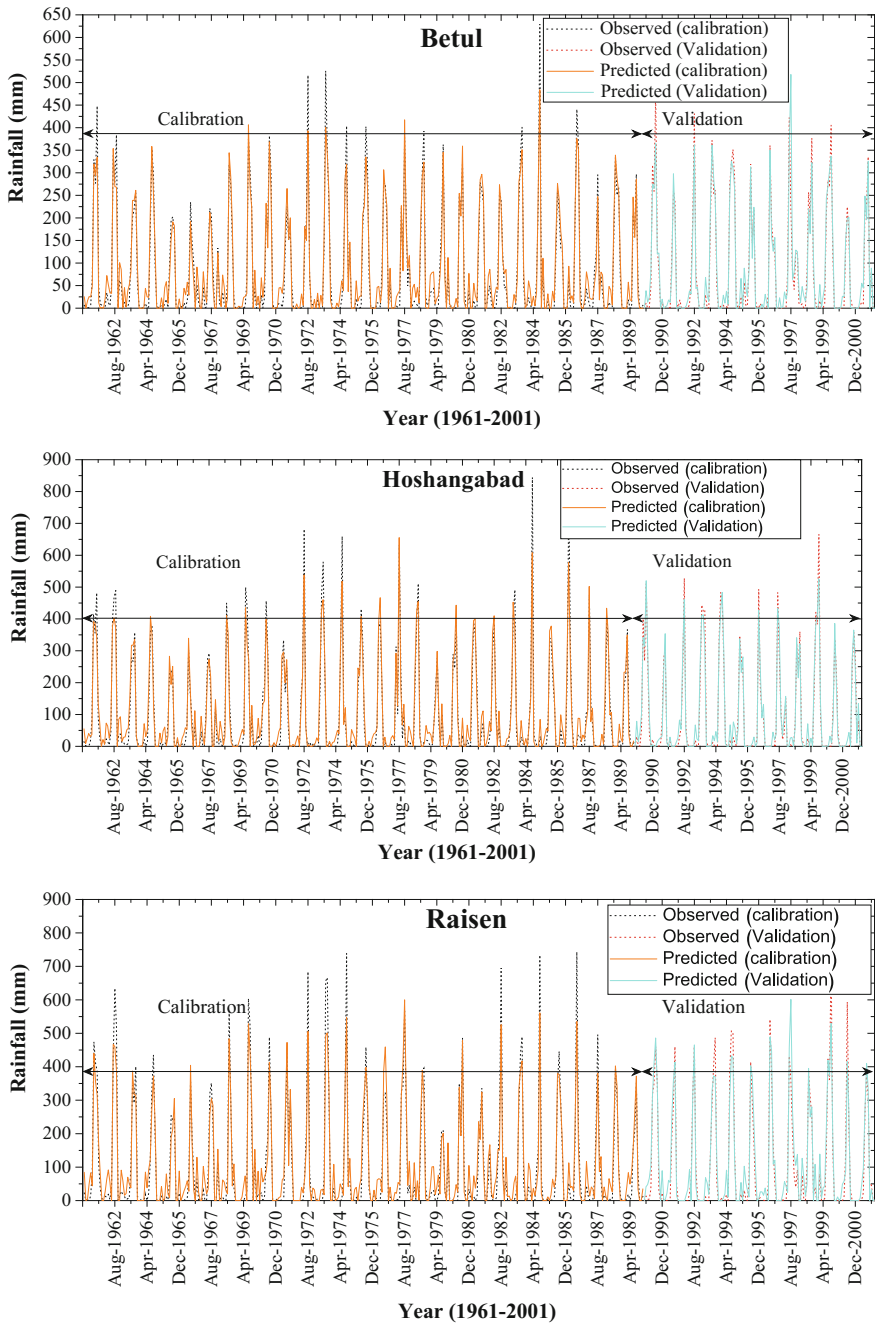 Betul
Observed (calibration)
Observed (Validation)
Predicted (calibration)
Predicted (Validation)
Calibration
Validation
Rainfall (mm)
650
600
550
500
450
400
350
300
250
200
150
100
50
0
Aug-1962
Apr-1964
Dec-1965
Aug-1967
Apr-1969
Dec-1970
Aug-1972
Apr-1974
Dec-1975
Aug-1977
Apr-1979
Dec-1980
Aug-1982
Apr-1984
Dec-1985
Aug-1987
Apr-1989
Dec-1990
Aug-1992
Apr-1994
Dec-1995
Aug-1997
Apr-1999
Dec-2000
Year (1961-2001)
Hoshangabad
Observed (calibration)
Observed (Validation)
Predicted (calibration)
Predicted (Validation)
Calibration
Validation
Rainfall (mm)
900
800
700
600
500
400
300
200
100
0
Aug-1962
Apr-1964
Dec-1965
Aug-1967
Apr-1969
Dec-1970
Aug-1972
Apr-1974
Dec-1975
Aug-1977
Apr-1979
Dec-1980
Aug-1982
Apr-1984
Dec-1985
Aug-1987
Apr-1989
Dec-1990
Aug-1992
Apr-1994
Dec-1995
Aug-1997
Apr-1999
Dec-2000
Year (1961-2001)
Raisen
Observed (calibration)
Observed (Validation)
Predicted (calibration)
Predicted (Validation)
Calibration
Validation
Rainfall (mm)
900
800
700
600
500
400
300
200
100
0
Aug-1962
Apr-1964
Dec-1965
Aug-1967
Apr-1969
Dec-1970
Aug-1972
Apr-1974
Dec-1975
Aug-1977
Apr-1979
Dec-1980
Aug-1982
Apr-1984
Dec-1985
Aug-1987
Apr-1989
Dec-1990
Aug-1992
Apr-1994
Dec-1995
Aug-1997
Apr-1999
Dec-2000
Year (1961-2001)